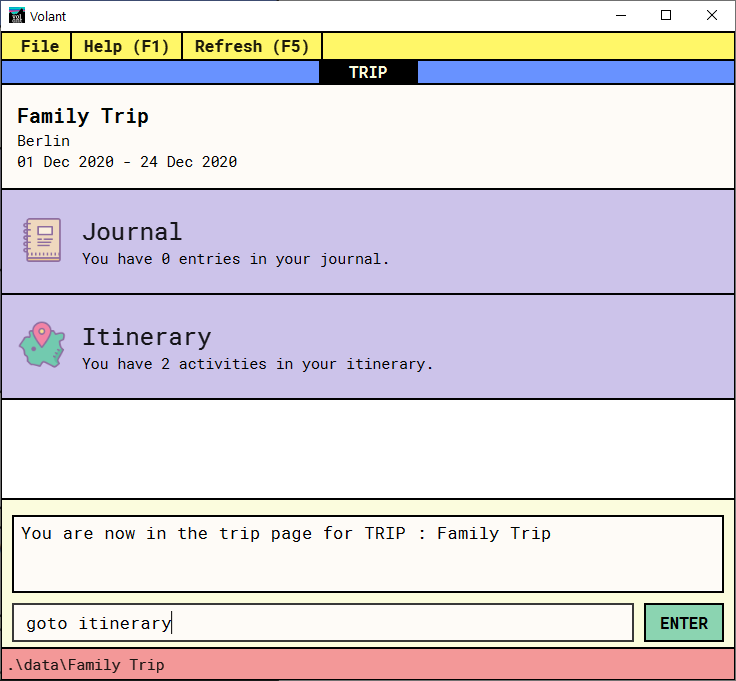 Volant
File Help (F1) Refresh (F5)
TRIP
Family Trip
Berlin
01 Dec 2020 - 24 Dec 2020
Journal
You have 0 entries in your journal.
Itinerary
You have 2 activities in your itinerary.
You are now in the trip page for TRIP : Family Trip
goto itinerary
ENTER
.\data\Family Trip